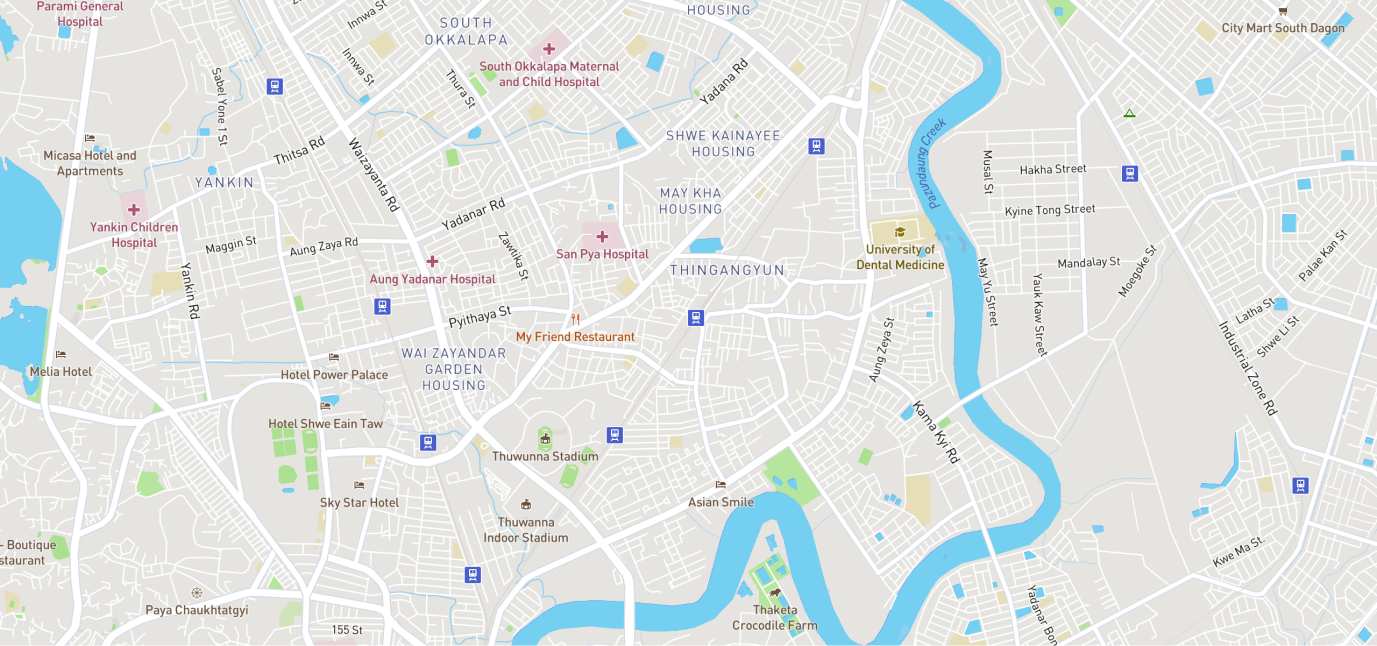 Parami General
Hospital
Innwa St
SOUTH
OKKALAPA
HOUSING
City Mart South Dagon
South Okkalapa Maternal
and Child Hospital
Innwa St
Thura St
Yadana Rd
Sabel Yone 1 St
Micasa Hotel and
Apartments
Thitsa Rd
Waizayanta Rd
SHWE KAINAYEE
HOUSING
Pazunpaung Creek
Musal St
Hakha Street
YANKIN
MAY KHA
HOUSING
Yadanar Rd
Kyine Tong Street
Yankin Children
Hospital
Maggin St
Aung Zaya Rd
Zawtika St
San Pya Hospital
University of
Dental Medicine
Mandalay St
Moegoke St
Palae Kan St
Aung Yadanar Hospital
THINGANGYUN
Yankin Rd
May Yu Street
Yauk Kaw Street
Pyithaya St
My Friend Restaurant
Latha St
Shwe Li St
Industrial Zone Rd
Aung Zeya St
WAI ZAYANDAR
GARDEN
HOUSING
Melia Hotel
Hotel Power Palace
Hotel Shwe Eain Taw
Kama Kyi Rd
Thuwunna Stadium
Sky Star Hotel
Asian Smile
Thuwanna
Indoor Stadium
- Boutique
staurant
Kwe Ma St.
Paya Chaukhtatgyi
Thaketa
Crocodile Farm
155 St
Yadanar Bon